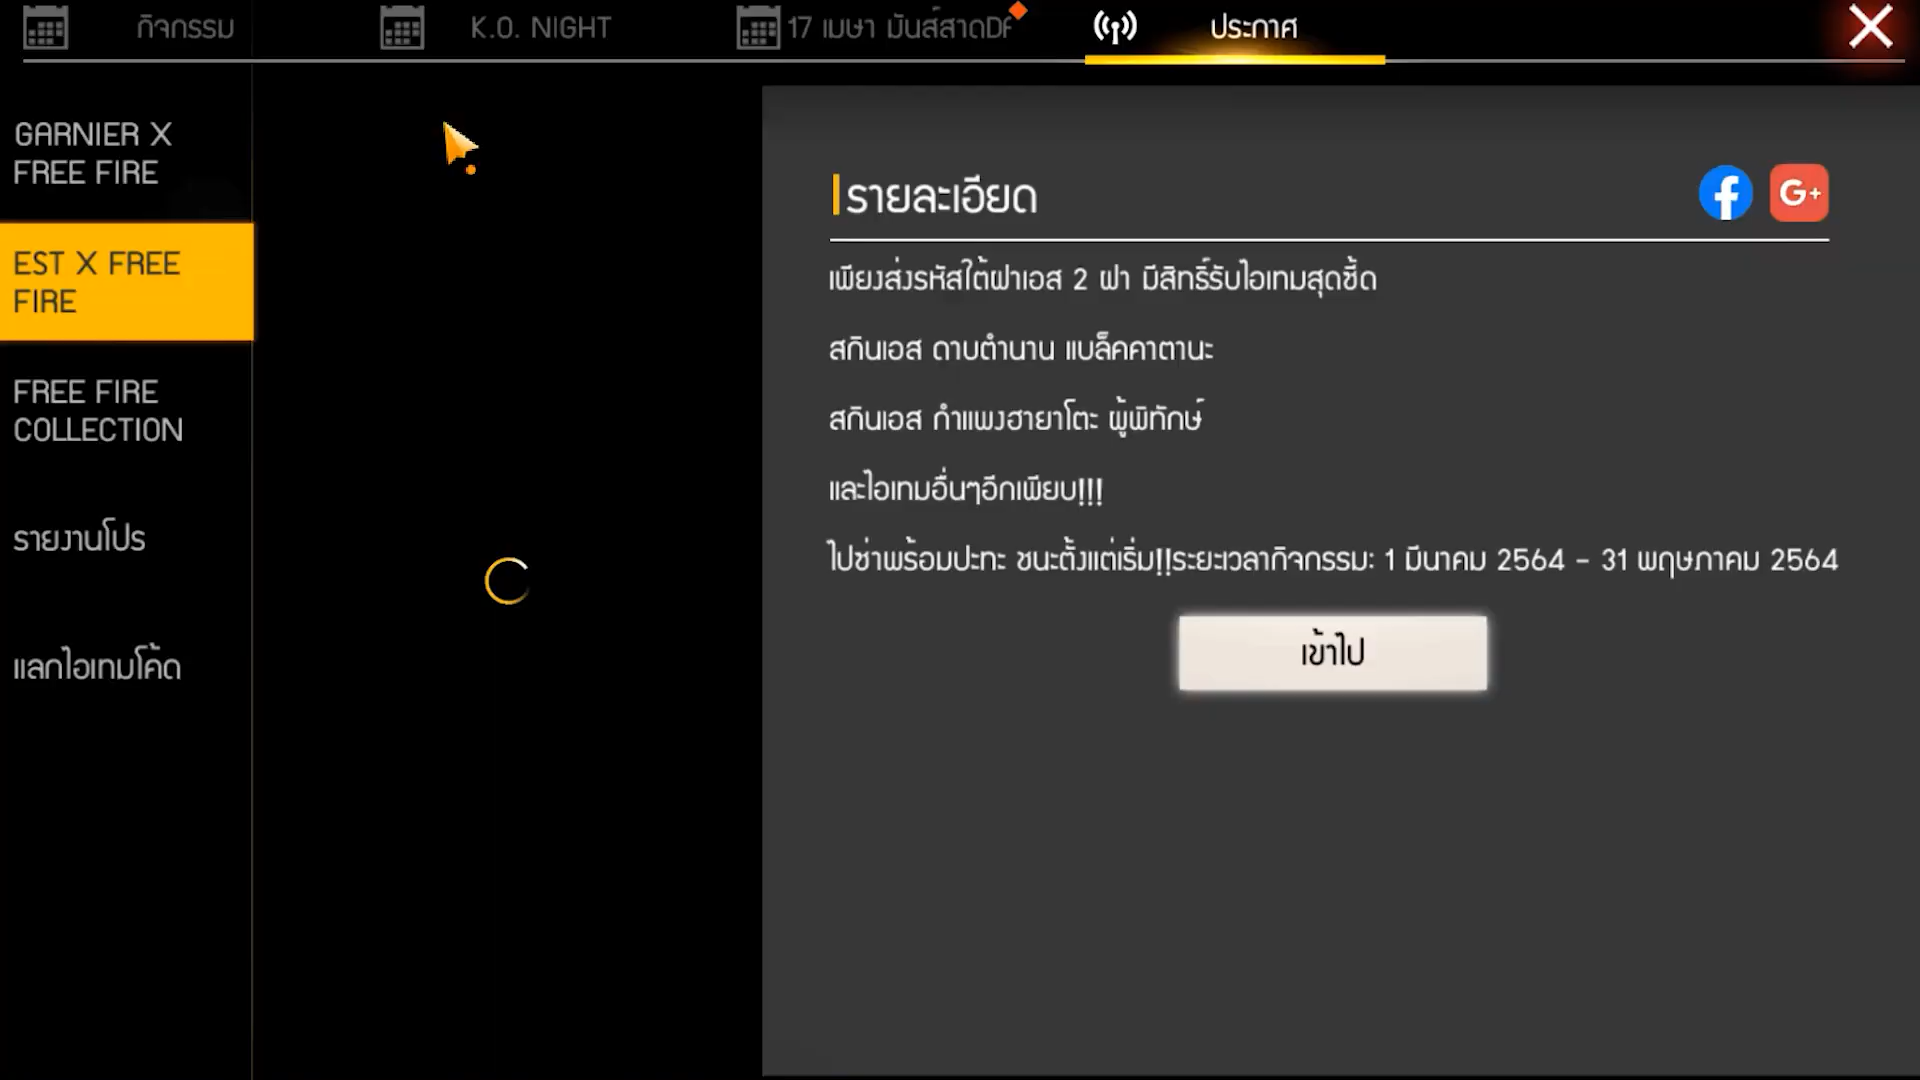 กิจกรรม
K.O. NIGHT
17 เมษา มันส์สาดDF
ประกาศ
GARNIER X
FREE FIRE
EST X FREE
FIRE
FREE FIRE
COLLECTION
รายงานโปร
แลกไอเทมโค้ด
รายละเอียด
G+
เพียงส่งรหัสใต้ฝาเอส 2 ฝา มีสิทธิ์รับไอเทมสุดซี้ด
สกินเอส ดาบตำนาน แบล็คคาตานะ
สกินเอส กำแพงฮายาโตะ ผู้พิทักษ์
และไอเทมอื่นๆอีกเพียบ!!!
ไปซ่าพร้อมปะทะ ชนะตั้งแต่เริ่ม!!ระยะเวลากิจกรรม: 1 มีนาคม 2564 - 31 พฤษภาคม 2564
เข้าไป